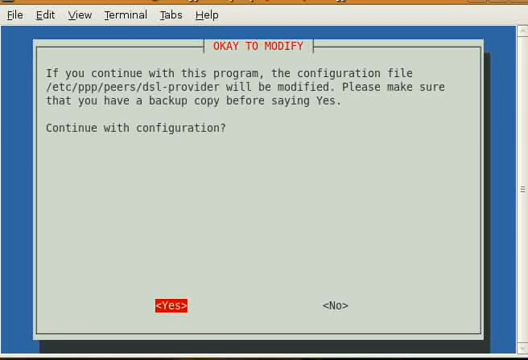 File Edit View Terminal Tabs Help
OKAY TO MODIFY
If you continue with this program, the configuration file
/etc/ppp/peers/dsl-provider will be modified. Please make sure
that you have a backup copy before saying Yes.
Continue with configuration?
<Yes> <No>